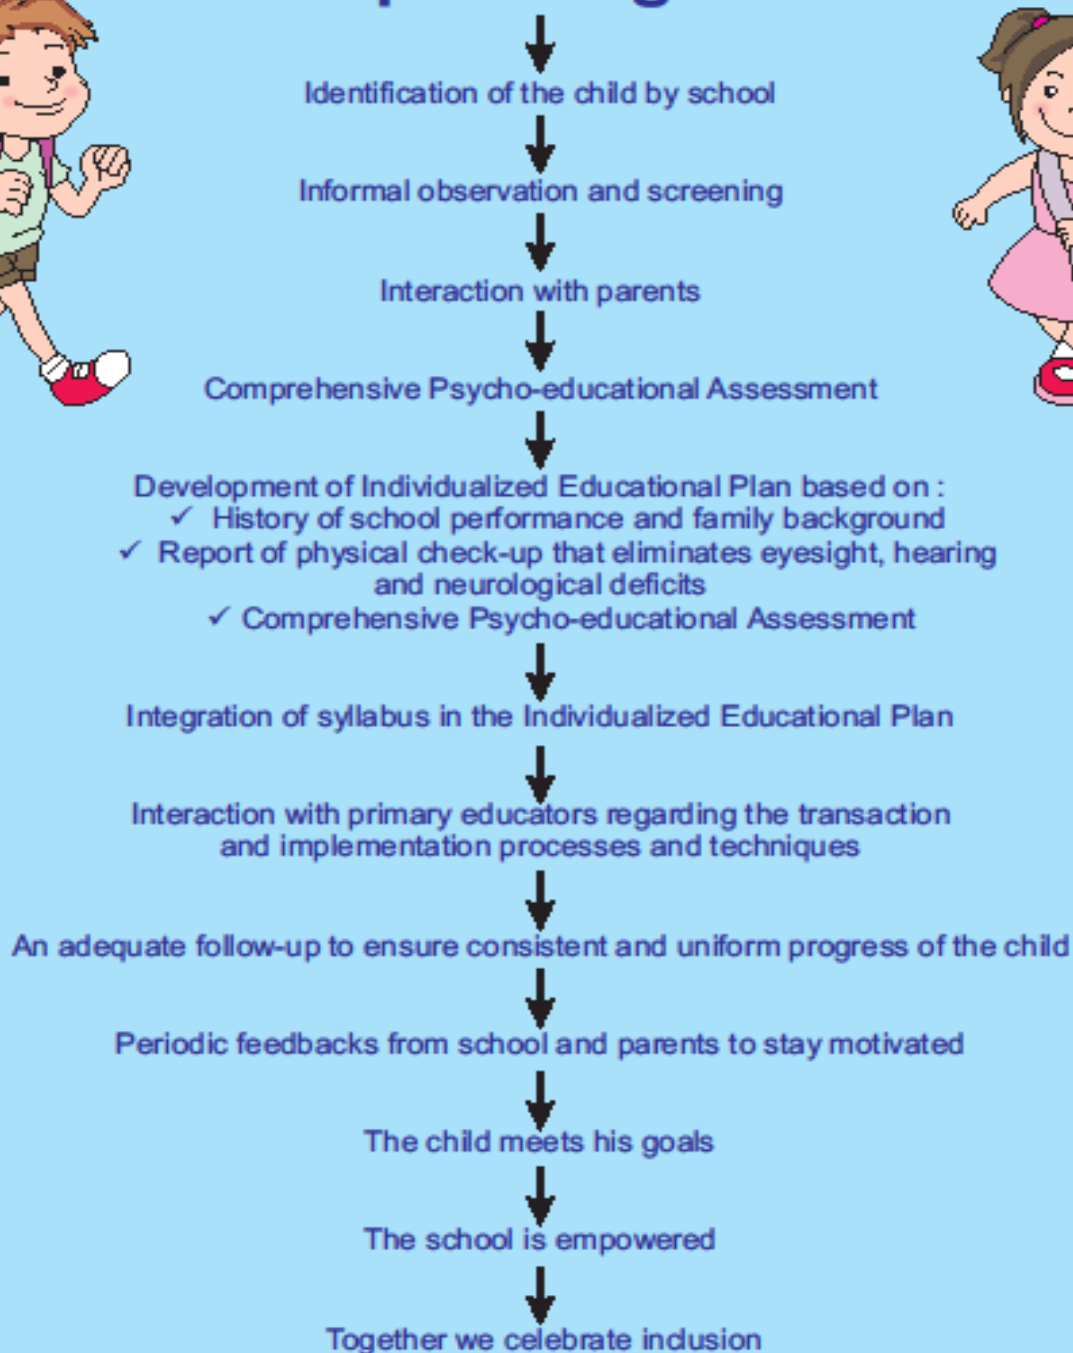 Identification of the child by school
Informal observation and screening
Interaction with parents
Comprehensive Psycho-educational Assessment
Development of Individualized Educational Plan based on :
✓ History of school performance and family background
✓ Report of physical check-up that eliminates eyesight, hearing
and neurological deficits
✓ Comprehensive Psycho-educational Assessment
Integration of syllabus in the Individualized Educational Plan
Interaction with primary educators regarding the transaction
and implementation processes and techniques
An adequate follow-up to ensure consistent and uniform progress of the child
Periodic feedbacks from school and parents to stay motivated
The child meets his goals
The school is empowered
Together we celebrate inclusion